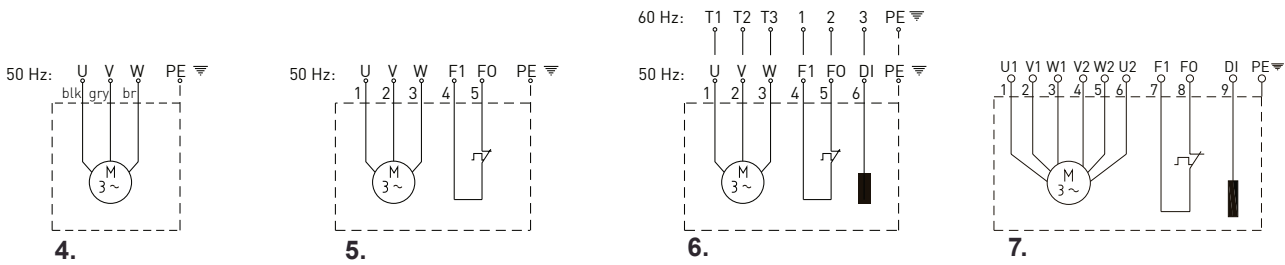 60 Hz: T1 T2 T3 1 2 3 PE
50 Hz: U V W PE
blk gry br
M
3 ~
4.
50 Hz: U V W F1 F0 PE
1 2 3 4 5
M
3 ~
5.
50 Hz: U V W F1 F0 DI PE
1 2 3 4 5 6
M
3 ~
6.
U1 V1 W1 V2 W2 U2 F1 F0 DI PE
1 2 3 4 5 6 7 8 9
M
3 ~
7.